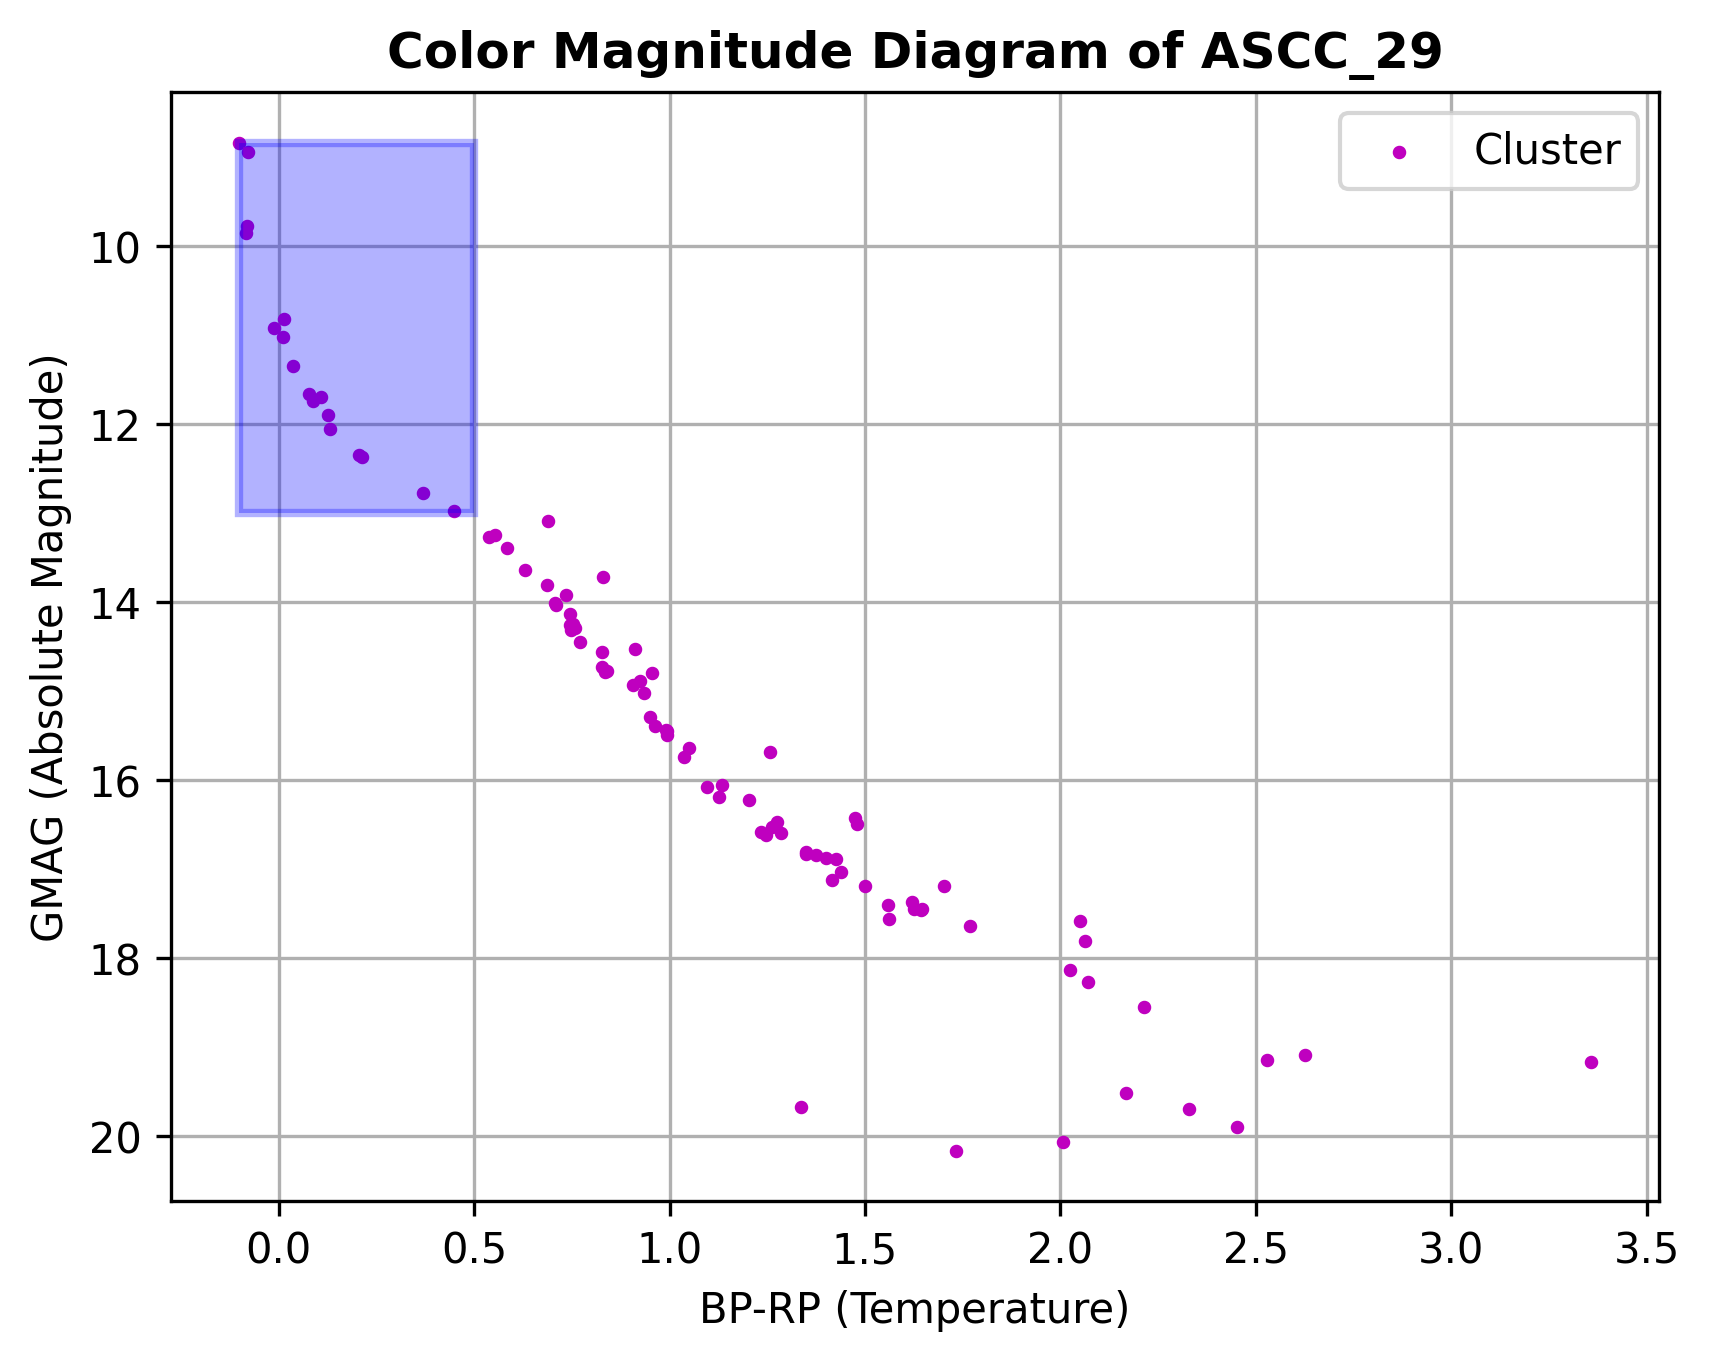 Color Magnitude Diagram of ASCC_29
Cluster
GMAG (Absolute Magnitude)
10
12
14
16
18
20
0.0 0.5 1.0 1.5 2.0 2.5 3.0 3.5
BP-RP (Temperature)